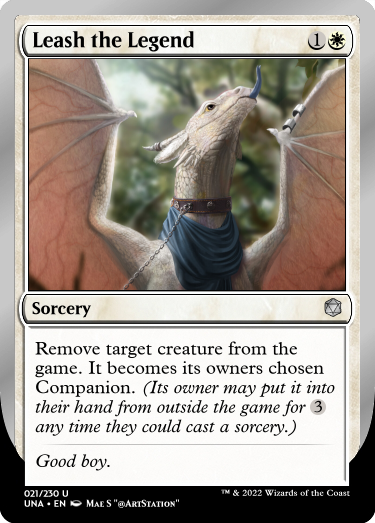 Leash the Legend 1
Sorcery
Remove target creature from the
game. It becomes its owners chosen
Companion. (Its owner may put it into
their hand from outside the game for 3
any time they could cast a sorcery.)
Good boy.
021/230 U
UNA • EN Mae S "@ArtStation"
™ & 2022 Wizards of the Coast